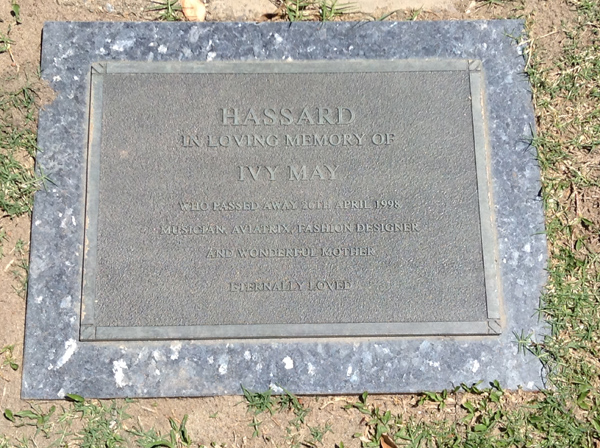 HASSARD
IN LOVING MEMORY OF
IVY MAY
WHO PASSED AWAY 26TH APRIL 1998
MUSICIAN, AVIATRIX, FASHION DESIGNER
AND WONDERFUL MOTHER
ETERNALLY LOVED